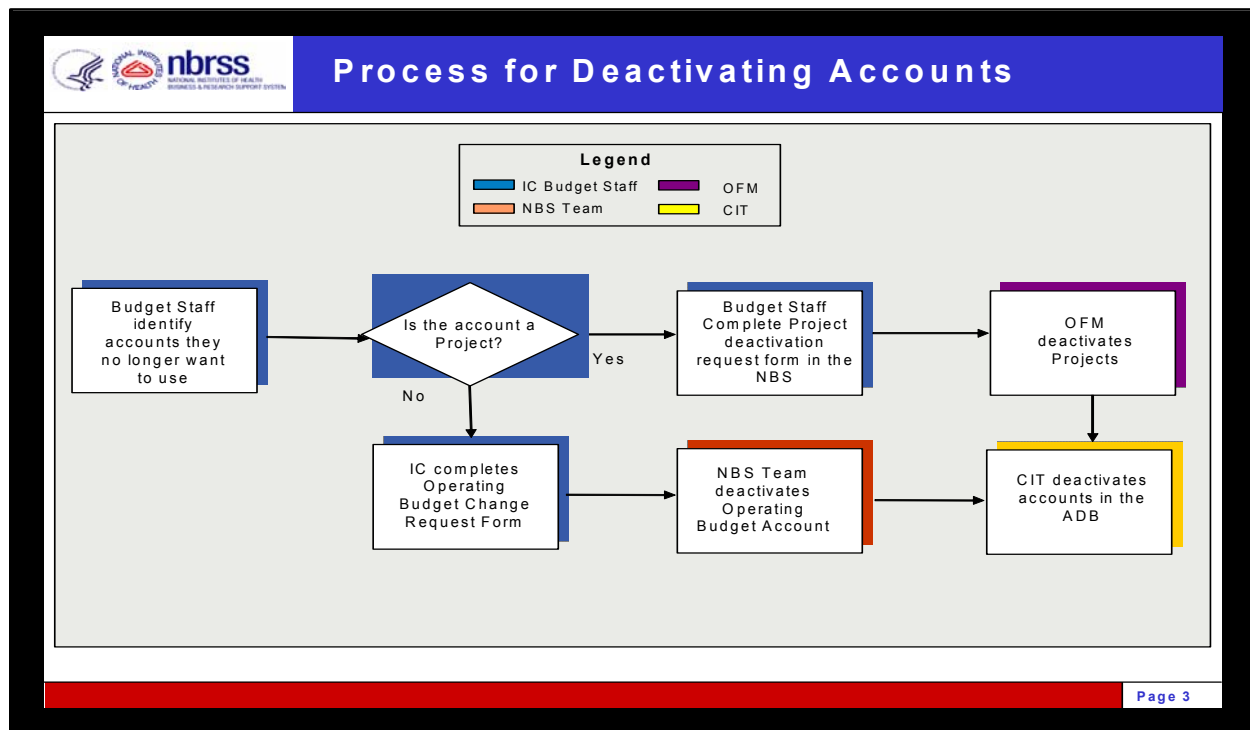 nbrss
NATIONAL INSTITUTES OF HEALTH
BUSINESS & RESEARCH SUPPORT SYSTEM
Process for Deactivating Accounts
Legend
IC Budget Staff
OFM
NBS Team
CIT
Budget Staff
identify
accounts they
no longer want
to use
Is the account a
Project?
Yes
No
Budget Staff
Complete Project
deactivation
request form in the
NBS
OFM
deactivates
Projects
IC completes
Operating
Budget Change
Request Form
NBS Team
deactivates
Operating
Budget Account
CIT deactivates
accounts in the
ADB
Page 3